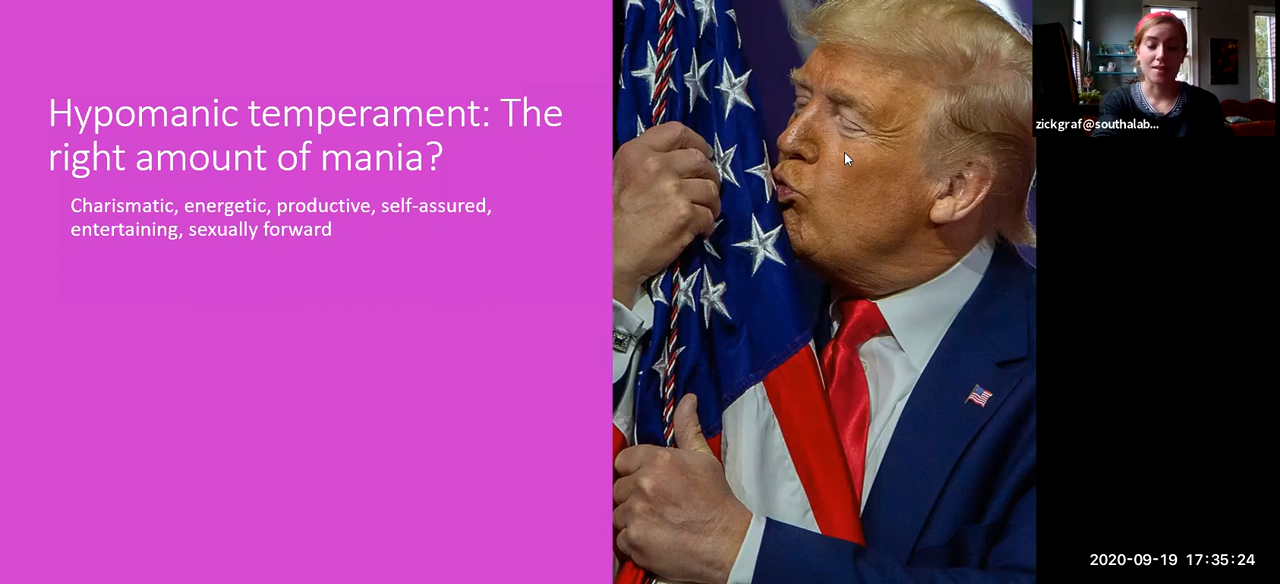 Hypomanic temperament: The
right amount of mania?
Charismatic, energetic, productive, self-assured,
entertaining, sexually forward
zickgraf@southalab...
2020-09-19 17:35:24